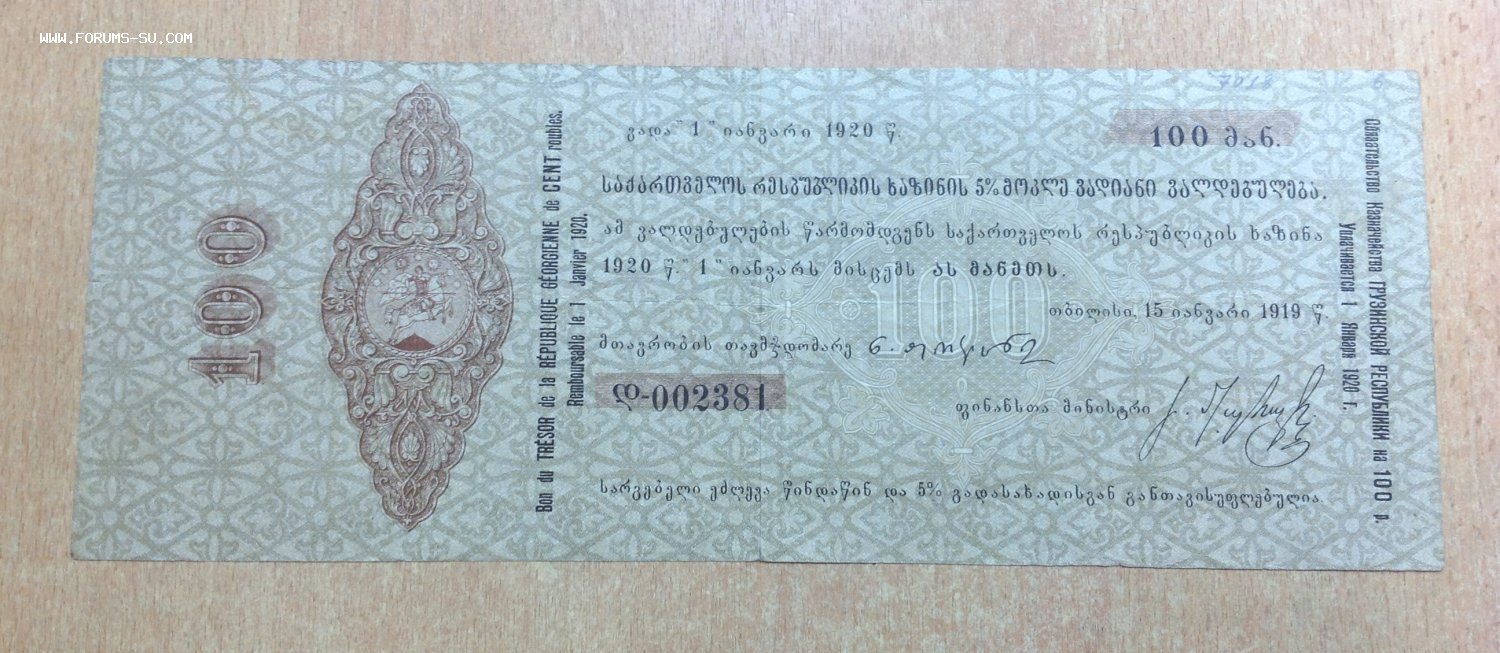 WWW.FORUMS-SU.COM
100
Bon du TRÉSOR de la RÉPUBLIQUE GÉORGIENNE de CENT roubles.
Remboursable le 1 Janvier 1920.
ვადა "1" იანვარი 1920 წ.
100 მან.
საქართველოს რესპუბლიკის ხაზინის 5% მოკლე ვადიანი ვალდებულება.
ამ ვალდებულების წარმომდგენს საქართველოს რესპუბლიკის ხაზინა
1920 წ. "1" იანვარს მისცემს ას მანეთს.
100
თბილისი, 15 იანვარი 1919 წ.
მთავრობის თავმჯდომარე ნ. ჟორდანია
ლ-002381
ფინანსთა მინისტრი
სარგებელი ეძლევა წინდაწინ და 5% გადასახადისგან განთავისუფლებულია.
Обязательство Казначейства ГРУЗИНСКОЙ РЕСПУБЛИКИ на 100 р.
Уплачивается 1 Января 1920 г.